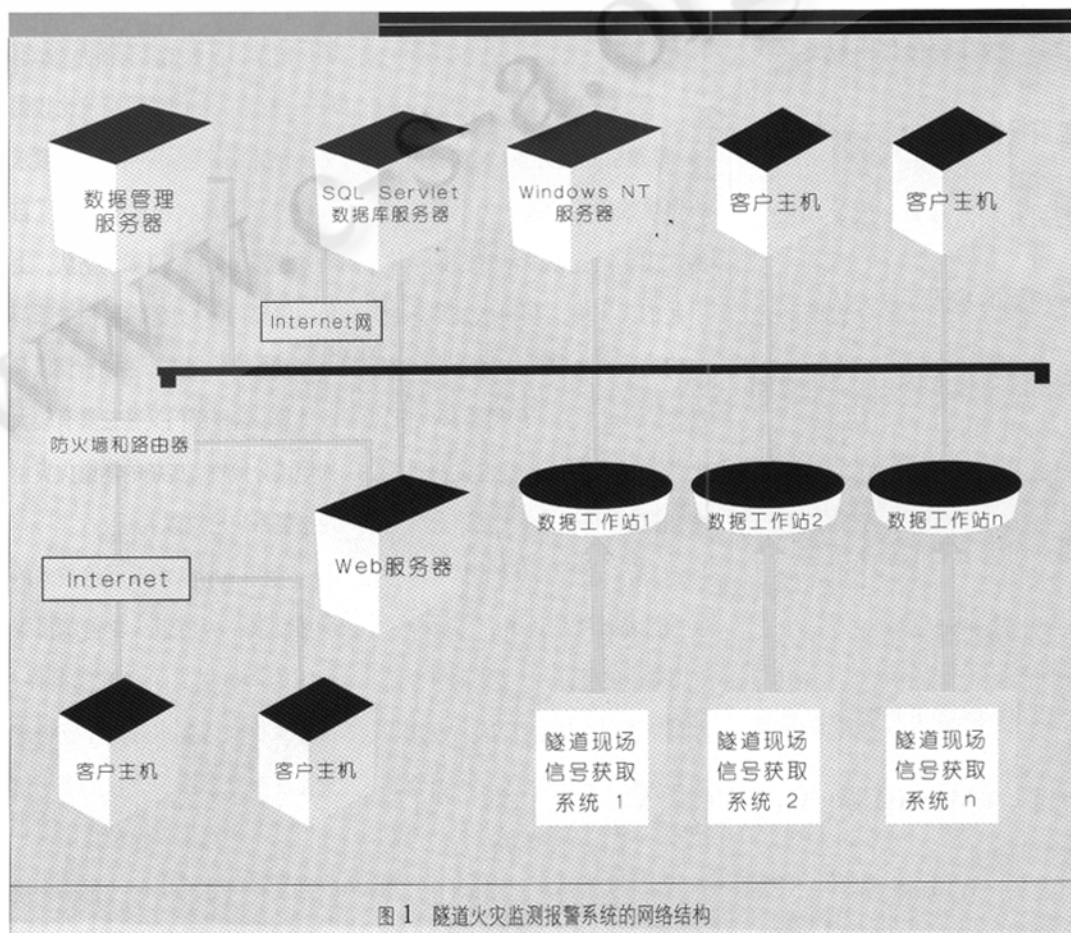 数据管理
服务器
SQL Servlet
数据库服务器
Windows NT
服务器
客户主机
客户主机
Internet网
防火墙和路由器
Internet
Web服务器
数据工作站1
数据工作站2
数据工作站n
客户主机
客户主机
隧道现场
信号获取
系统 1
隧道现场
信号获取
系统 2
隧道现场
信号获取
系统 n
图 1 隧道火灾监测报警系统的网络结构
www.c-s-a.org